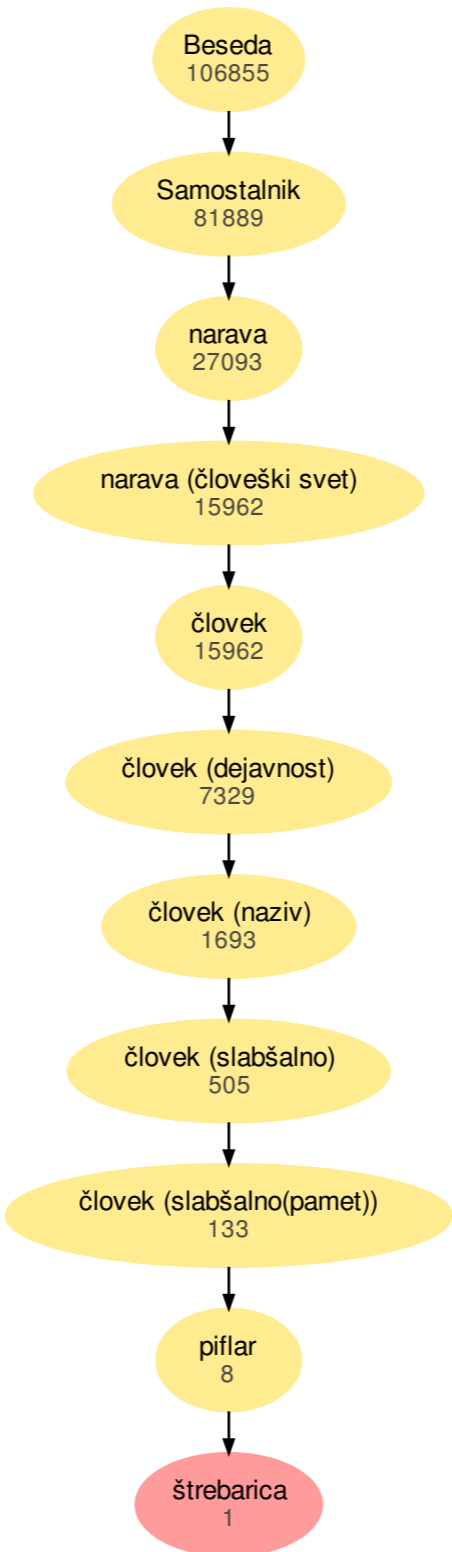 Beseda
106855
Samostalnik
81889
narava
27093
narava (človeški svet)
15962
človek
15962
človek (dejavnost)
7329
človek (naziv)
1693
človek (slabšalno)
505
človek (slabšalno(pamet))
133
piflar
8
štrebarica
1